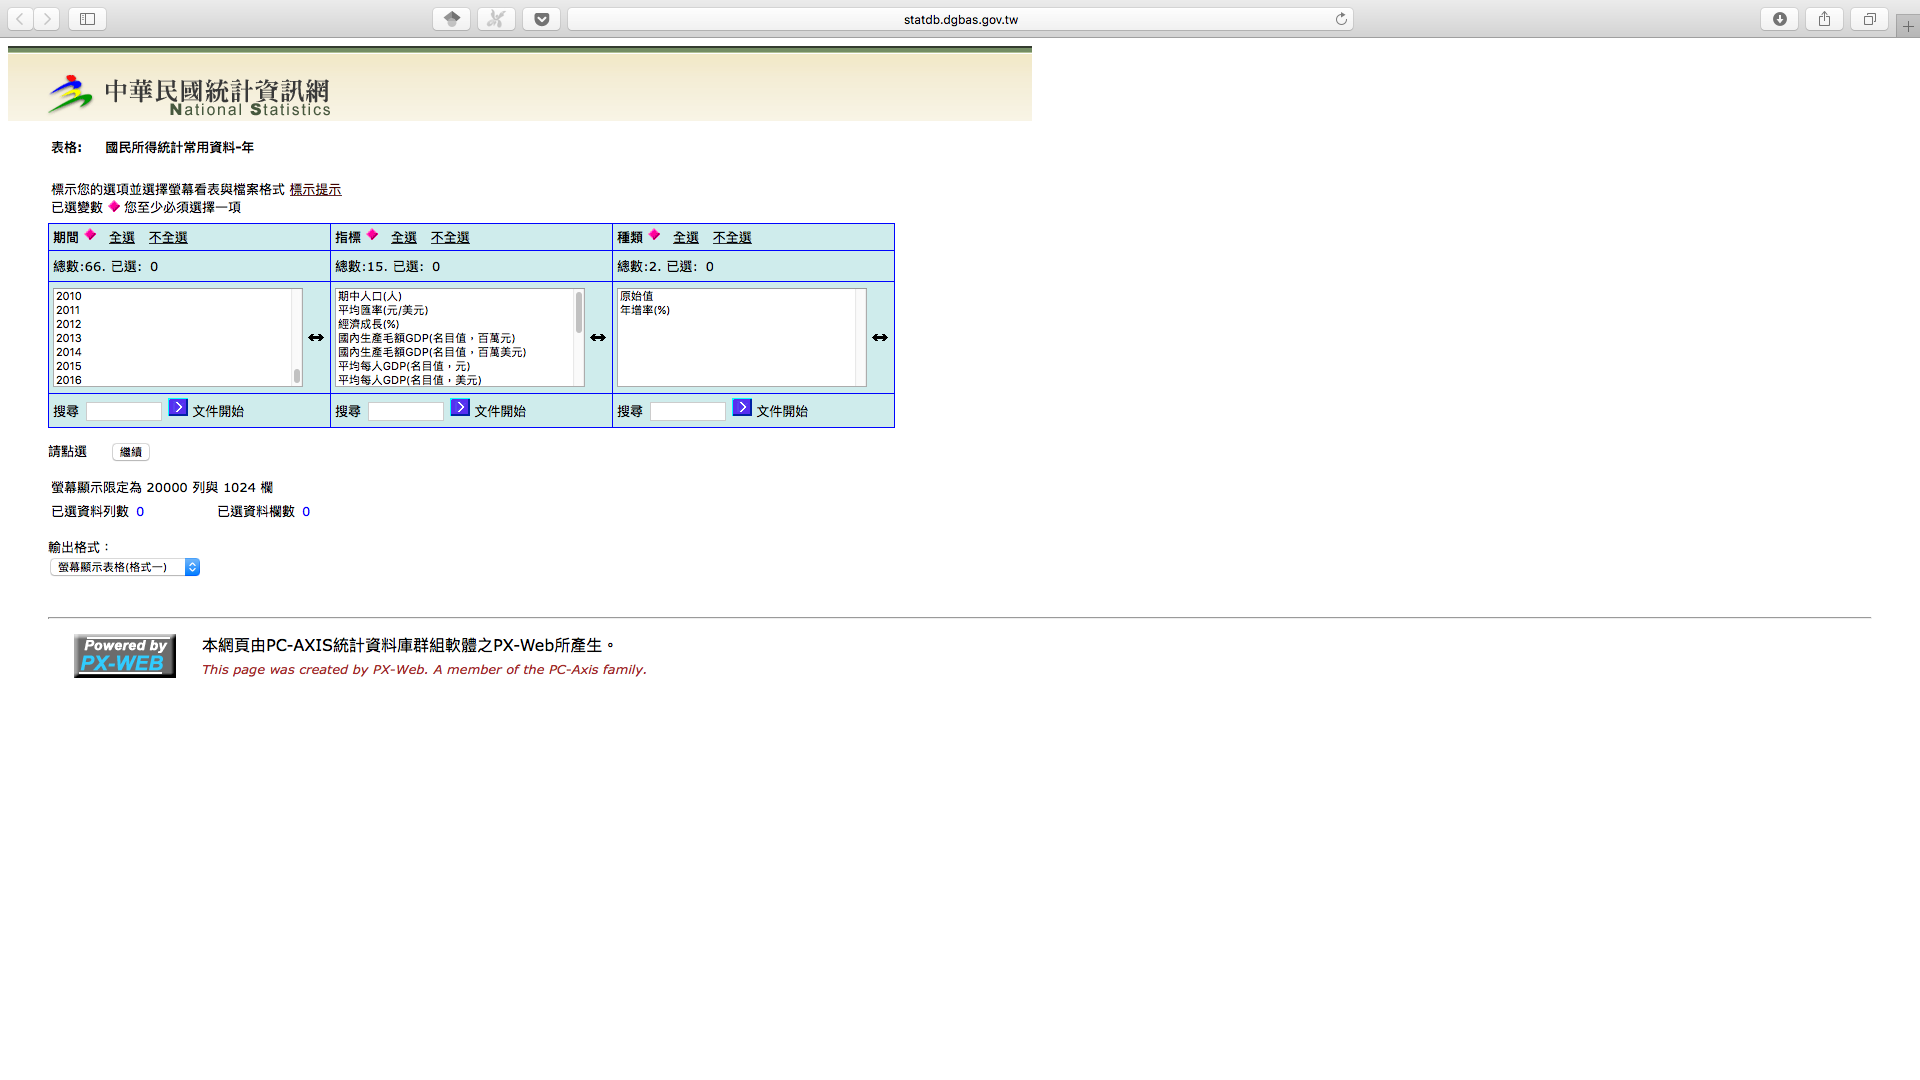 statdb.dgbas.gov.tw
中華民國統計資訊網
National Statistics
表格: 國民所得統計常用資料-年
標示您的選項並選擇螢幕看表與檔案格式 標示提示
已選變數 您至少必須選擇一項
期間 全選 不全選 指標 全選 不全選 種類 全選 不全選
總數:66. 已選: 0 總數:15. 已選: 0 總數:2. 已選: 0
2010
2011
2012
2013
2014
2015
2016
期中人口(人)
平均匯率(元/美元)
經濟成長(%)
國內生產毛額GDP(名目值，百萬元)
國內生產毛額GDP(名目值，百萬美元)
平均每人GDP(名目值，元)
平均每人GDP(名目值，美元)
原始值
年增率(%)
搜尋 文件開始 搜尋 文件開始 搜尋 文件開始
請點選 繼續
螢幕顯示限定為 20000 列與 1024 欄
已選資料列數 0 已選資料欄數 0
輸出格式：
螢幕顯示表格(格式一)
Powered by
PX-WEB
本網頁由PC-AXIS統計資料庫群組軟體之PX-Web所產生。
This page was created by PX-Web. A member of the PC-Axis family.